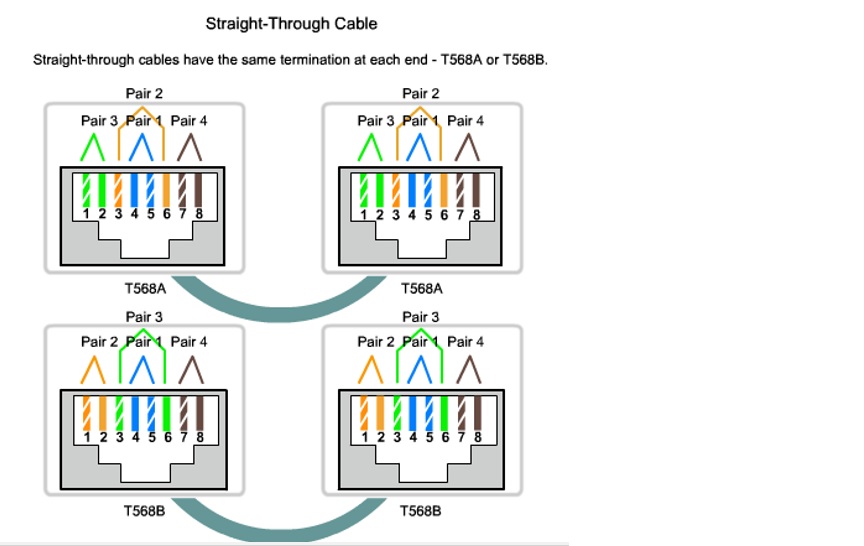 Straight-Through Cable
Straight-through cables have the same termination at each end - T568A or T568B.
Pair 2 Pair 2
Pair 3 Pair 1 Pair 4 Pair 3 Pair 1 Pair 4
1 2 3 4 5 6 7 8 1 2 3 4 5 6 7 8
T568A T568A
Pair 3 Pair 3
Pair 2 Pair 1 Pair 4 Pair 2 Pair 1 Pair 4
1 2 3 4 5 6 7 8 1 2 3 4 5 6 7 8
T568B T568B